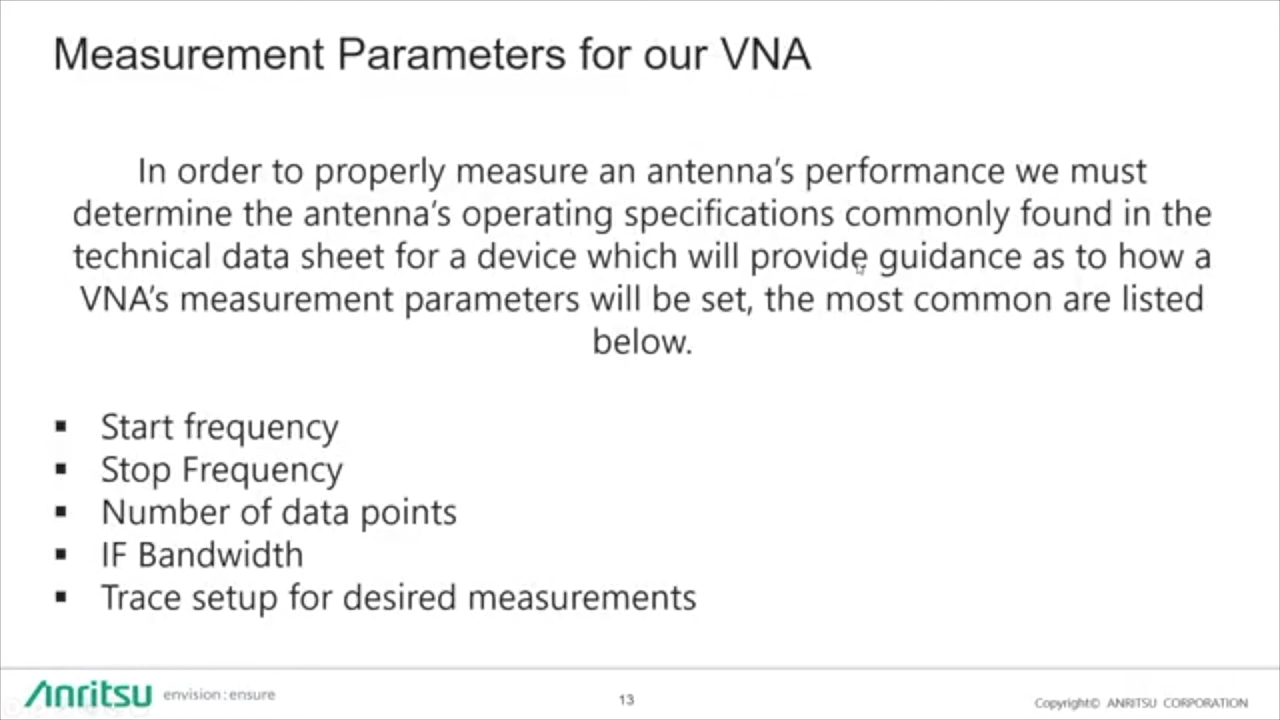 Measurement Parameters for our VNA
In order to properly measure an antenna’s performance we must
determine the antenna’s operating specifications commonly found in the
technical data sheet for a device which will provide guidance as to how a
VNA’s measurement parameters will be set, the most common are listed
below.
▪ Start frequency
▪ Stop Frequency
▪ Number of data points
▪ IF Bandwidth
▪ Trace setup for desired measurements
Anritsu envision : ensure
13
Copyright© ANRITSU CORPORATION